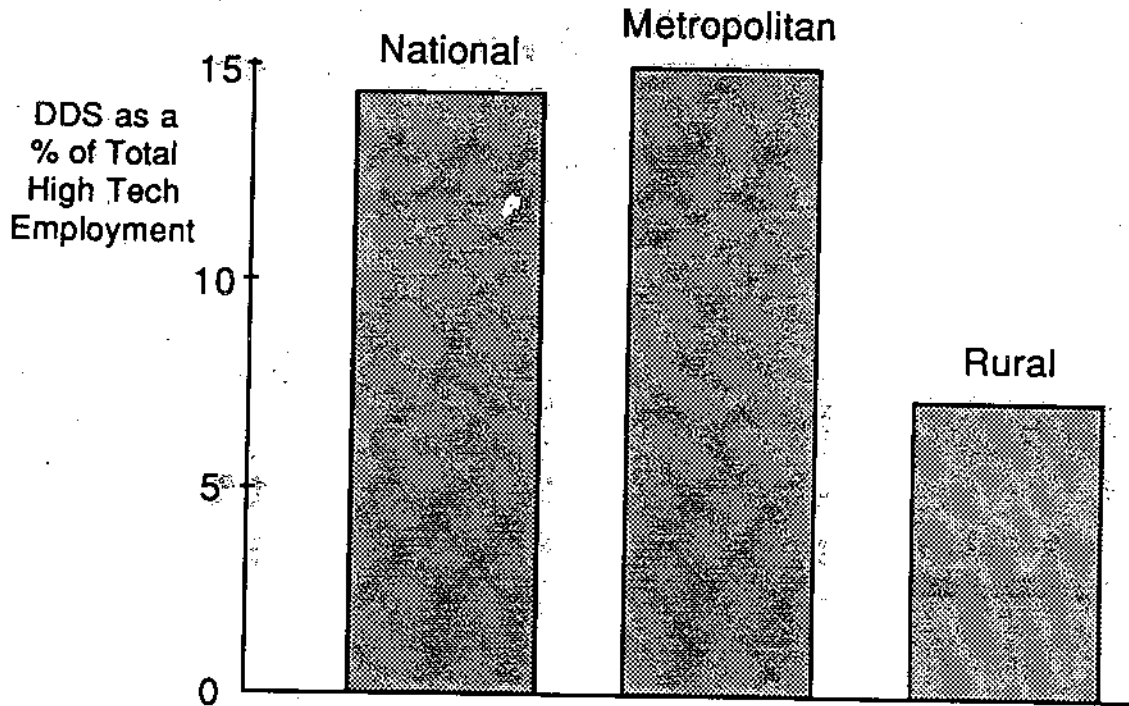 National
Metropolitan
15
DDS as a
% of Total
High Tech
Employment
10
Rural
5
0